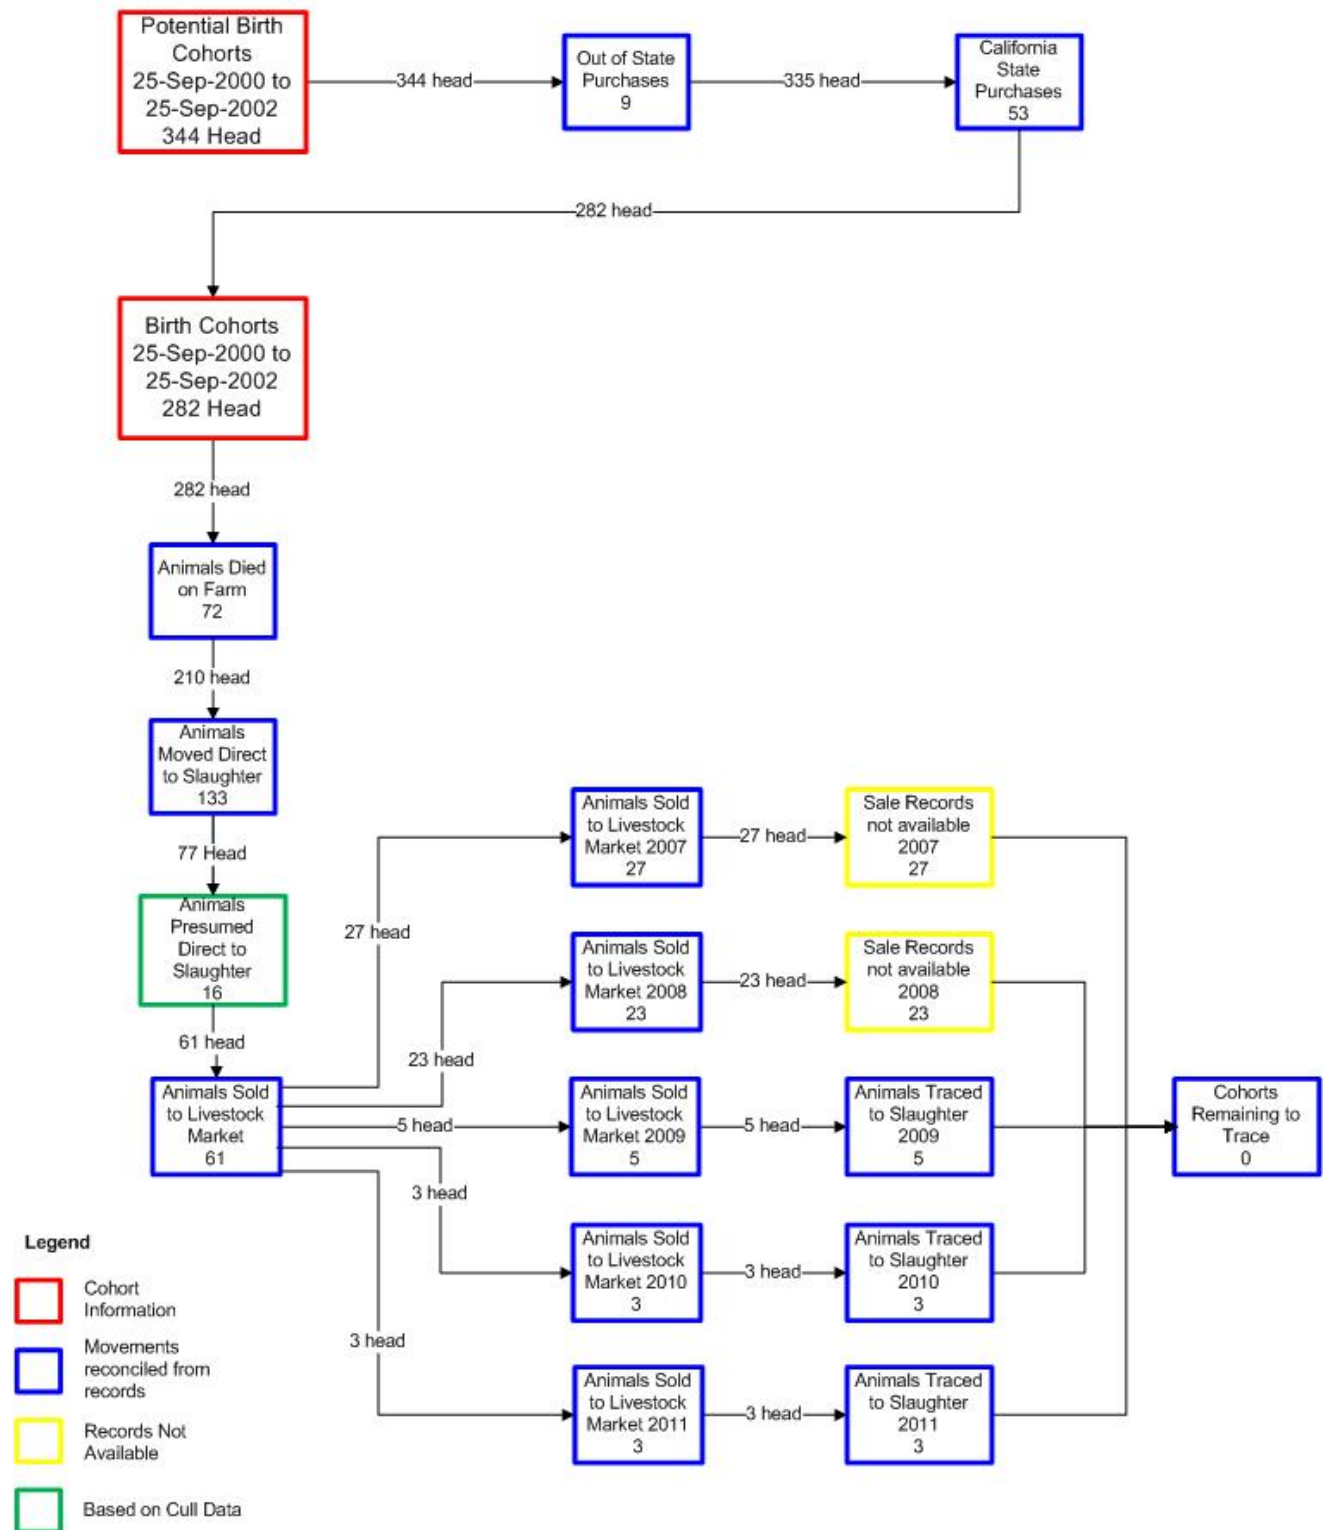 Potential Birth
Cohorts
25-Sep-2000 to
25-Sep-2002
344 Head
344 head
Out of State
Purchases
9
335 head
California
State
Purchases
53
282 head
Birth Cohorts
25-Sep-2000 to
25-Sep-2002
282 Head
282 head
Animals Died
on Farm
72
210 head
Animals
Moved Direct
to Slaughter
133
77 Head
Animals
Presumed
Direct to
Slaughter
16
61 head
Animals Sold
to Livestock
Market
61
27 head
23 head
5 head
3 head
3 head
Animals Sold
to Livestock
Market 2007
27
27 head
Sale Records
not available
2007
27
Animals Sold
to Livestock
Market 2008
23
23 head
Sale Records
not available
2008
23
Animals Sold
to Livestock
Market 2009
5
5 head
Animals Traced
to Slaughter
2009
5
Animals Sold
to Livestock
Market 2010
3
3 head
Animals Traced
to Slaughter
2010
3
Animals Sold
to Livestock
Market 2011
3
3 head
Animals Traced
to Slaughter
2011
3
Cohorts
Remaining to
Trace
0
Legend
Cohort
Information
Movements
reconciled from
records
Records Not
Available
Based on Cull Data